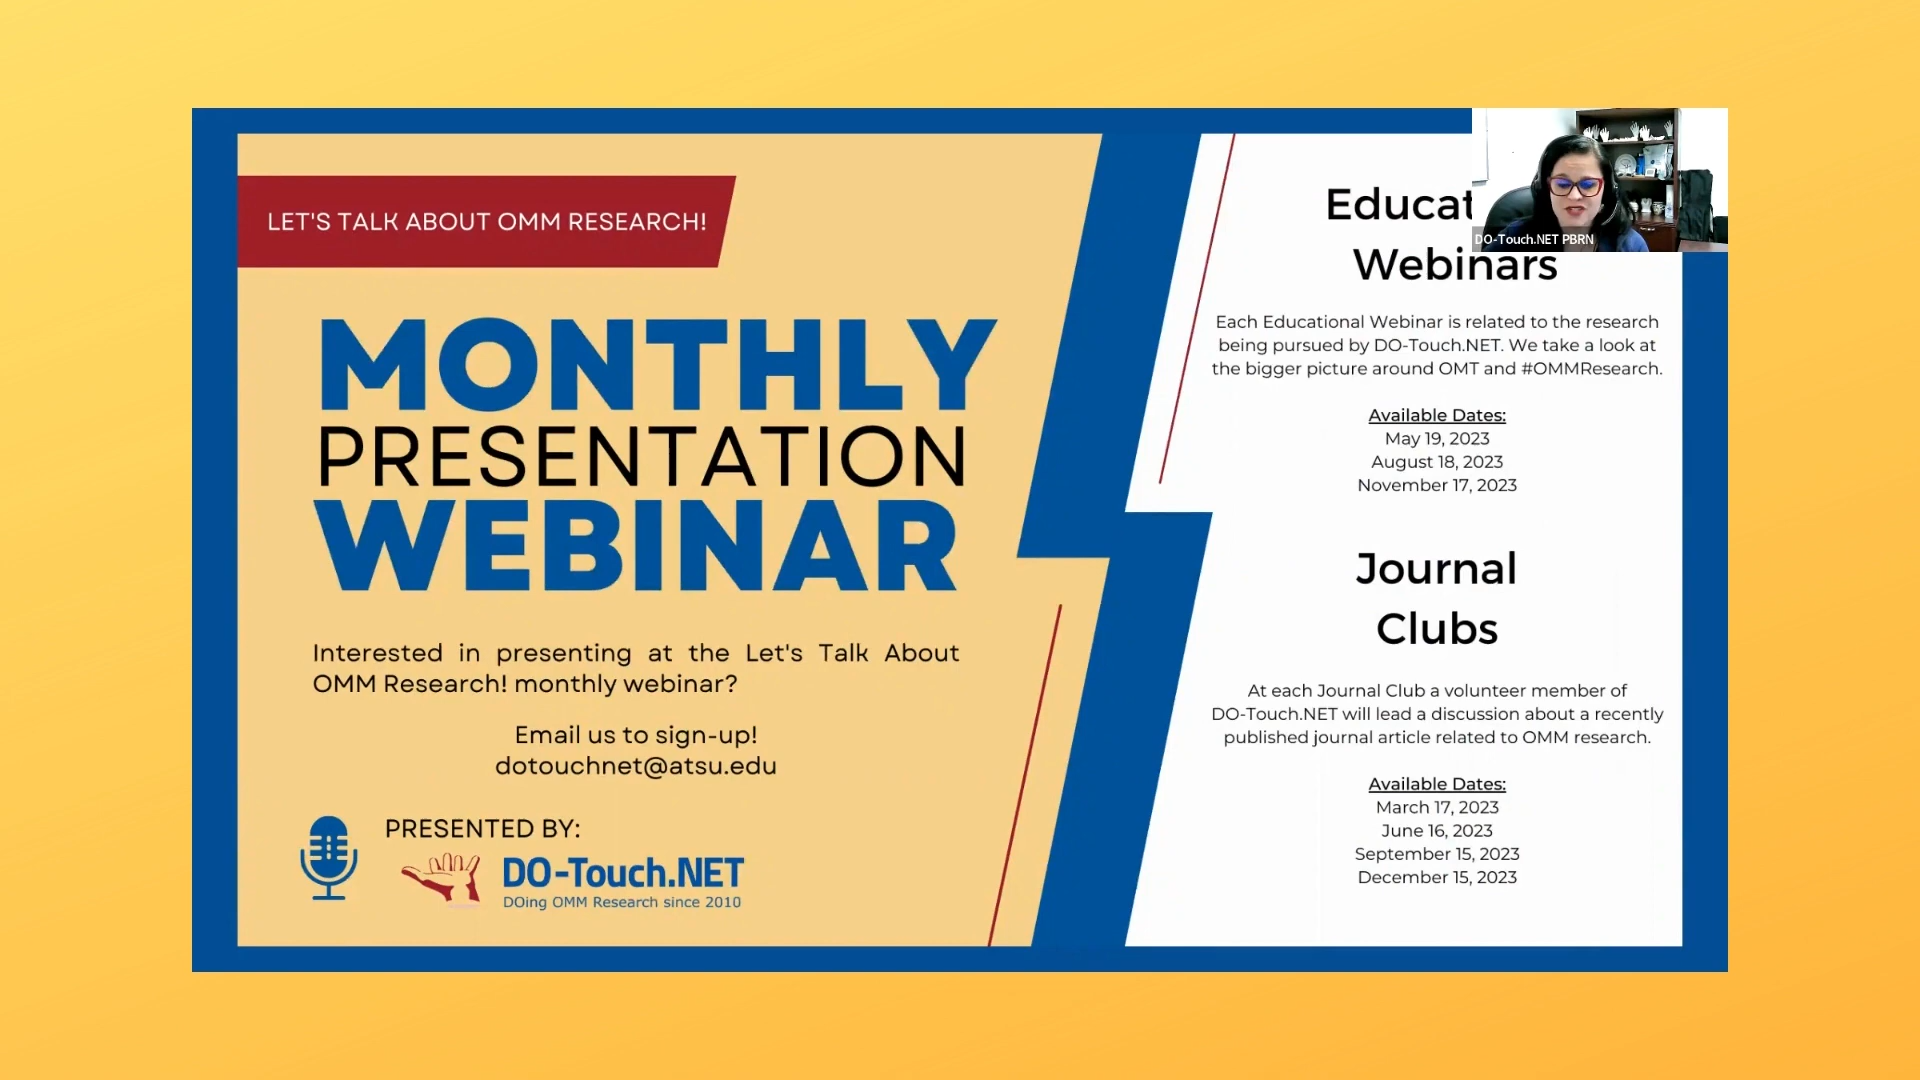 LET'S TALK ABOUT OMM RESEARCH!
MONTHLY
PRESENTATION
WEBINAR
Interested in presenting at the Let's Talk About
OMM Research! monthly webinar?
Email us to sign-up!
dotouchnet@atsu.edu
PRESENTED BY:
DO-Touch.NET
DOing OMM Research since 2010
DO-Touch.NET PBRN
Educat
Webinars
Each Educational Webinar is related to the research
being pursued by DO-Touch.NET. We take a look at
the bigger picture around OMT and #OMMResearch.
Available Dates:
May 19, 2023
August 18, 2023
November 17, 2023
Journal
Clubs
At each Journal Club a volunteer member of
DO-Touch.NET will lead a discussion about a recently
published journal article related to OMM research.
Available Dates:
March 17, 2023
June 16, 2023
September 15, 2023
December 15, 2023